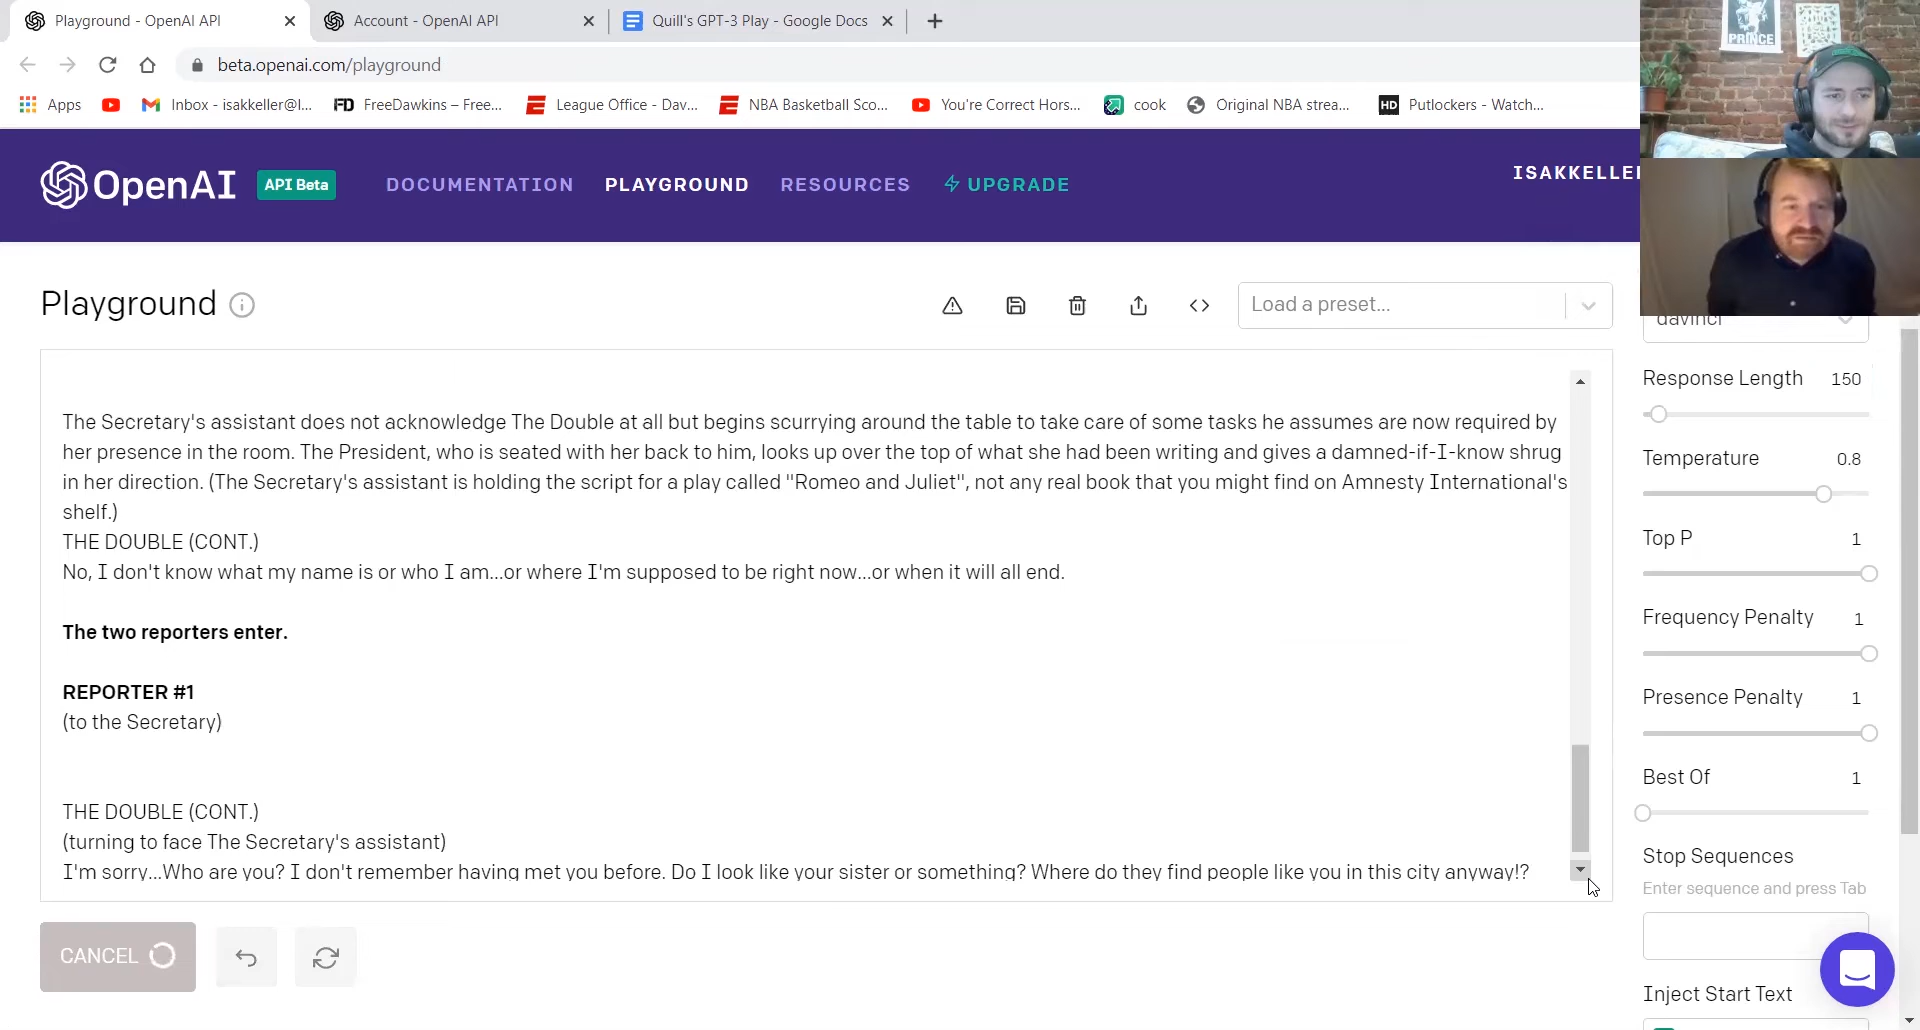 Playground - OpenAI API
Account - OpenAI API
Quill's GPT-3 Play - Google Docs
PRINCE
beta.openai.com/playground
Apps
Inbox - isakkeller@l...
FD FreeDawkins – Free...
League Office - Dav...
NBA Basketball Sco...
You're Correct Hors...
cook
Original NBA strea...
HD Putlockers - Watch...
OpenAI
API Beta
DOCUMENTATION
PLAYGROUND
RESOURCES
UPGRADE
ISAKKELLE
Playground
Load a preset...
davinci
The Secretary's assistant does not acknowledge The Double at all but begins scurrying around the table to take care of some tasks he assumes are now required by
her presence in the room. The President, who is seated with her back to him, looks up over the top of what she had been writing and gives a damned-if-I-know shrug
in her direction. (The Secretary's assistant is holding the script for a play called "Romeo and Juliet", not any real book that you might find on Amnesty International's
shelf.)
THE DOUBLE (CONT.)
No, I don't know what my name is or who I am...or where I'm supposed to be right now...or when it will all end.
The two reporters enter.
REPORTER #1
(to the Secretary)
THE DOUBLE (CONT.)
(turning to face The Secretary's assistant)
I'm sorry...Who are you? I don't remember having met you before. Do I look like your sister or something? Where do they find people like you in this city anyway!?
Response Length 150
Temperature 0.8
Top P 1
Frequency Penalty 1
Presence Penalty 1
Best Of 1
Stop Sequences
Enter sequence and press Tab
Inject Start Text
CANCEL